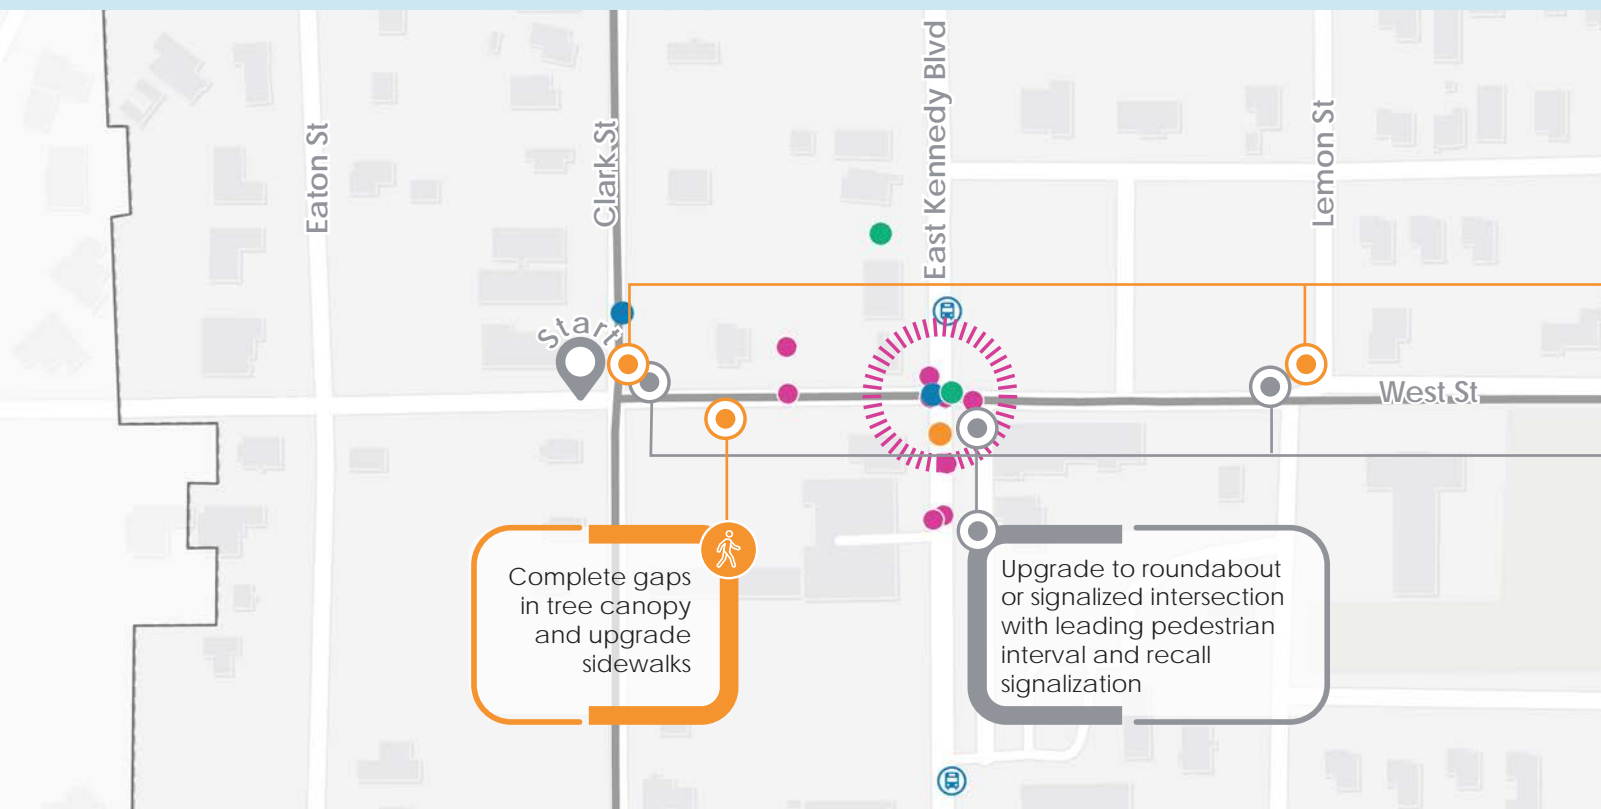 Eaton St
Clark St
East Kennedy Blvd
Lemon St
Start
West St
Complete gaps
in tree canopy
and upgrade
sidewalks
Upgrade to roundabout
or signalized intersection
with leading pedestrian
interval and recall
signalization